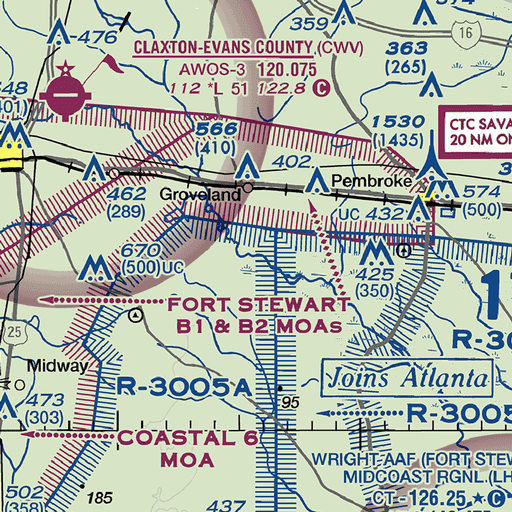 476
359
16
CLAXTON-EVANS COUNTY (CWV)
AWOS-3 120.075
112 *L 51 122.8 C
363
(265)
548
(401)
566
(410)
1530
(1435)
CTC SAVA
20 NM ON
402
462
(289)
Groveland
Pembroke
574
(500)
UC 432
670
(500) UC
425
(350)
FORT STEWART
B1 & B2 MOAs
25
Midway
R-3005A
Joins Atlanta
473
(303)
95
R-3005
COASTAL 6
MOA
WRIGHT AAF (FORT STEW
MIDCOAST RGNL (LH
CT - 126.25 ★ C
502
(358)
185
437